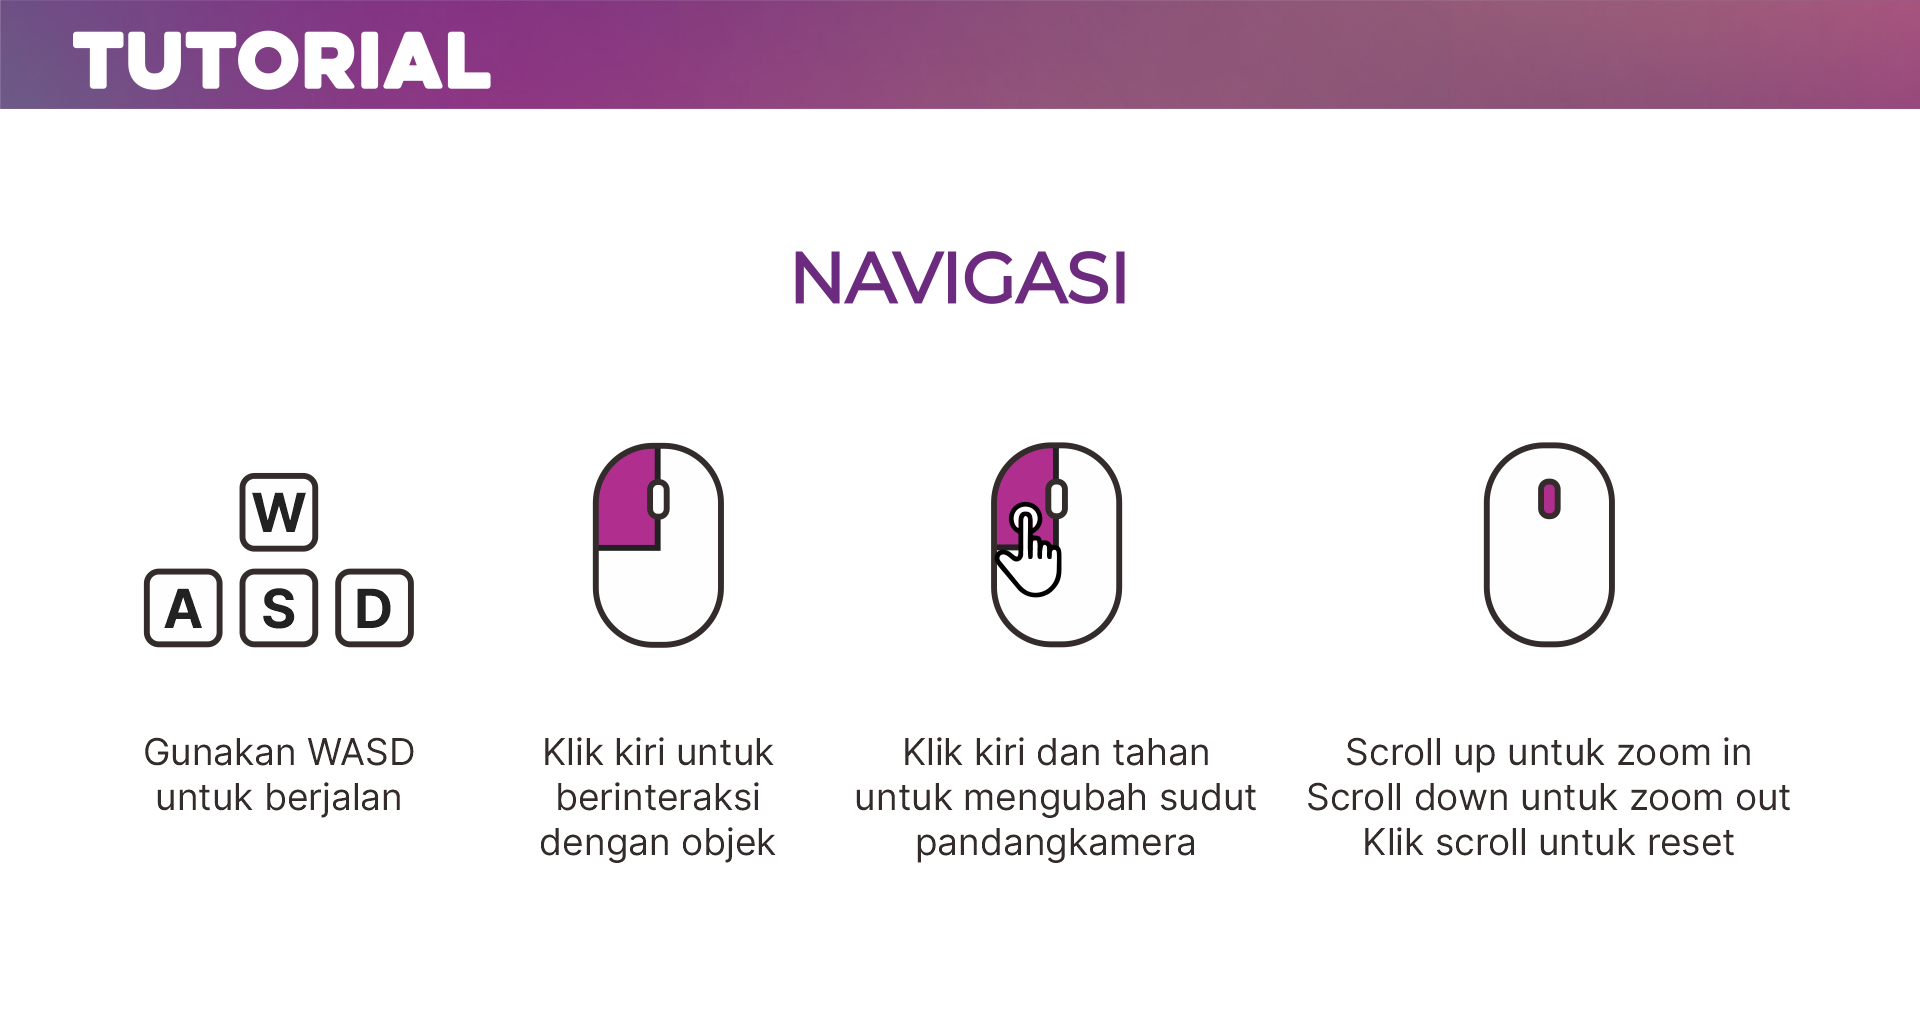 TUTORIAL
NAVIGASI
W
A S D
Gunakan WASD
untuk berjalan
Klik kiri untuk
berinteraksi
dengan objek
Klik kiri dan tahan
untuk mengubah sudut
pandangkamera
Scroll up untuk zoom in
Scroll down untuk zoom out
Klik scroll untuk reset